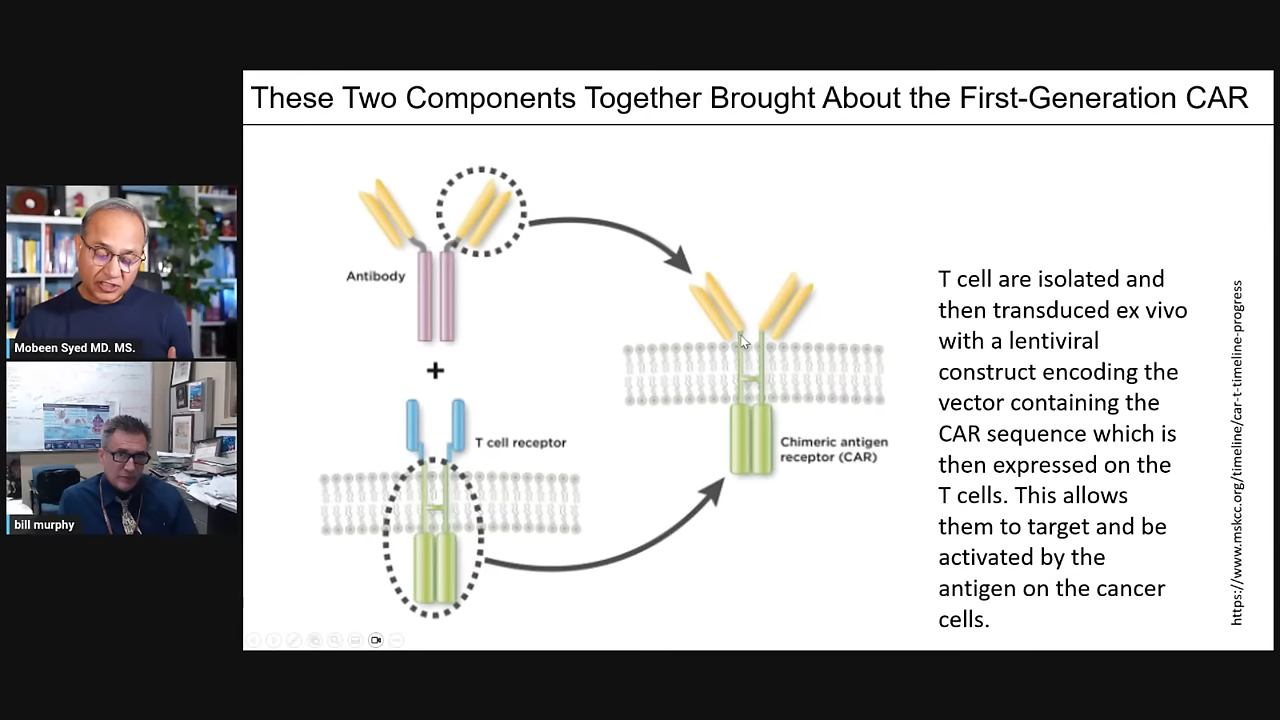 These Two Components Together Brought About the First-Generation CAR
Antibody
+
T cell receptor
Chimeric antigen
receptor (CAR)
T cell are isolated and
then transduced ex vivo
with a lentiviral
construct encoding the
vector containing the
CAR sequence which is
then expressed on the
T cells. This allows
them to target and be
activated by the
antigen on the cancer
cells.
https://www.mskcc.org/timeline/car-t-timeline-progress
Mobeen Syed MD. MS.
bill murphy